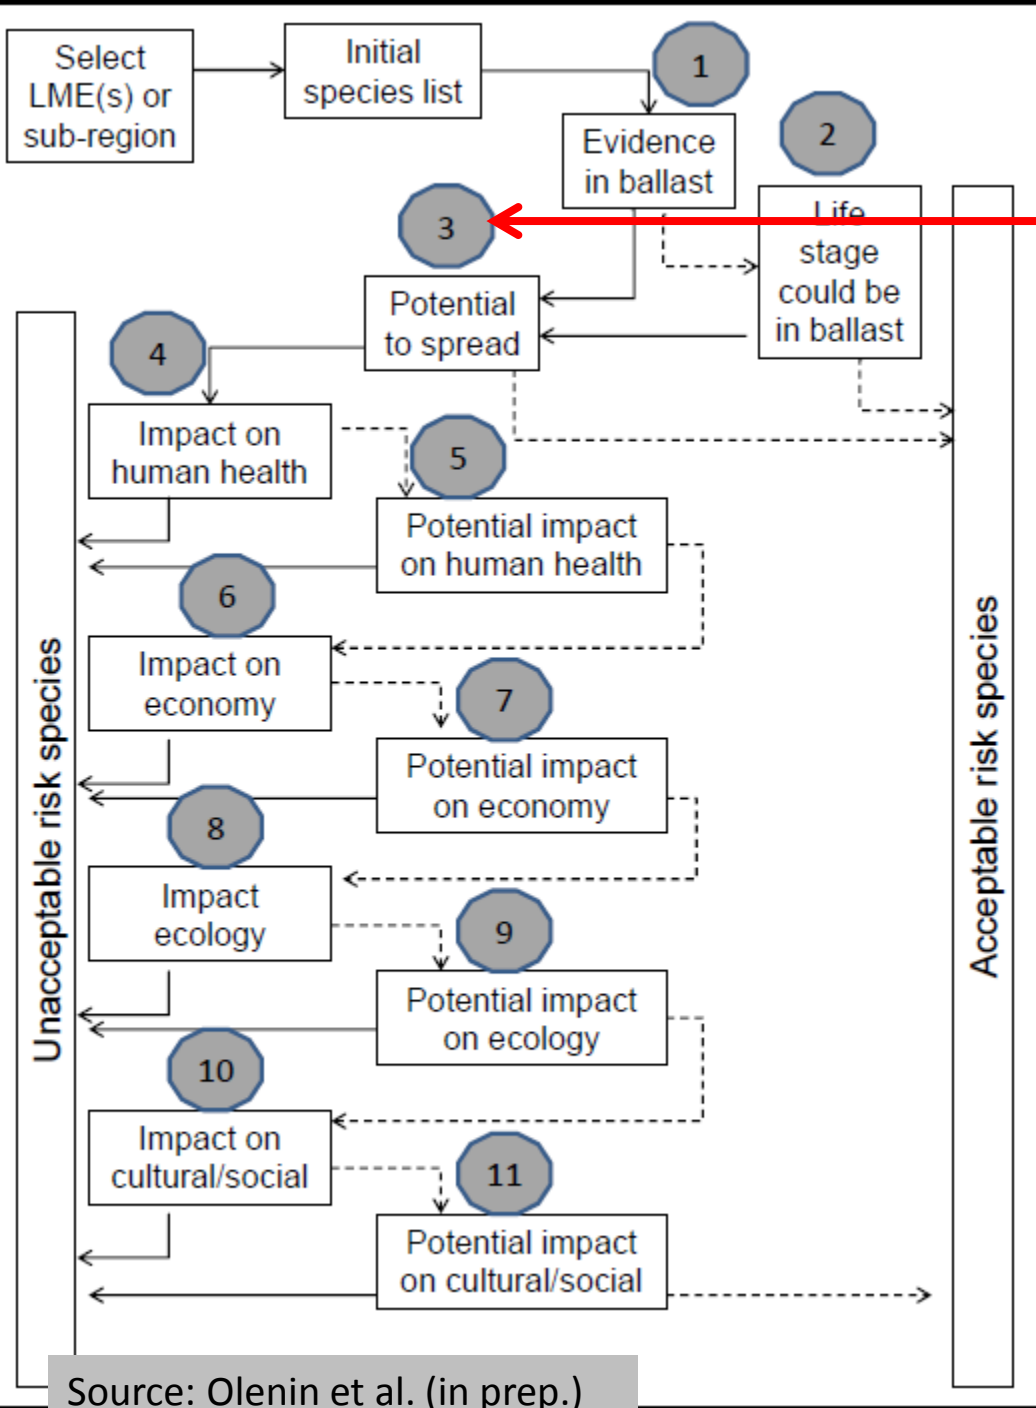 Select
LME(s) or
sub-region
Initial
species list
1
Evidence
in ballast
2
Life
stage
could be
in ballast
3
Potential
to spread
4
Impact on
human health
5
Potential impact
on human health
6
Impact on
economy
7
Potential impact
on economy
8
Impact
ecology
9
Potential impact
on ecology
10
Impact on
cultural/social
11
Potential impact
on cultural/social
Unacceptable risk species
Acceptable risk species
Source: Olenin et al. (in prep.)